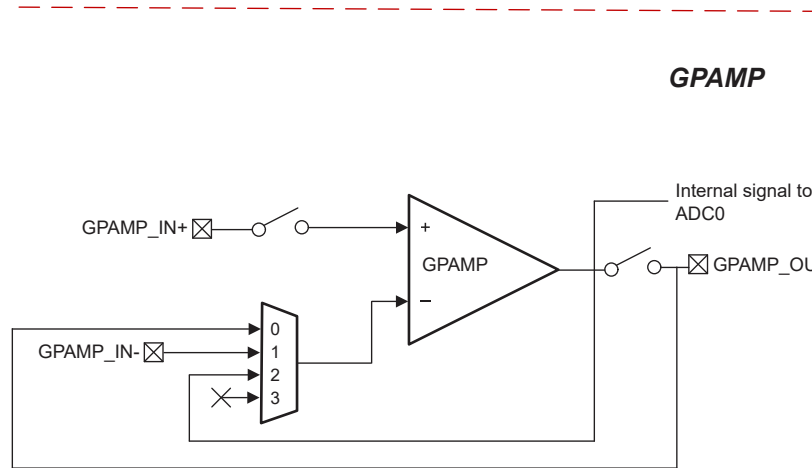 GPAMP
Internal signal to
ADC0
GPAMP_IN+
+
GPAMP
GPAMP_OU
−
0
GPAMP_IN-
1
2
3